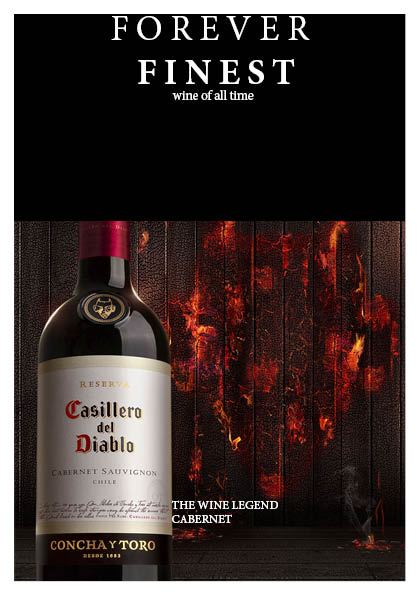 FOREVER
FINEST
wine of all time
RESERVA
Casillero
del
Diablo
CABERNET SAUVIGNON
CHILE
THE WINE LEGEND
CABERNET
CONCHA Y TORO
DESDE 1883